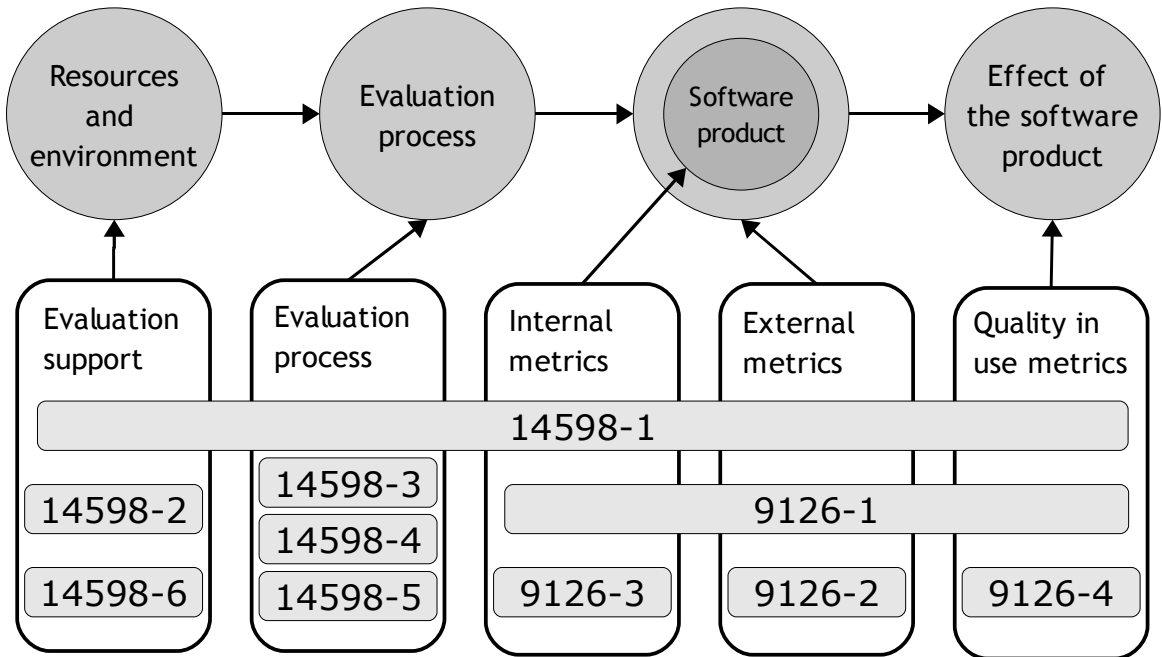 Resources
and
environment
Evaluation
process
Software
product
Effect of
the software
product
Evaluation
support
Evaluation
process
Internal
metrics
External
metrics
Quality in
use metrics
14598-1
14598-2
14598-6
14598-3
14598-4
14598-5
9126-1
9126-3
9126-2
9126-4